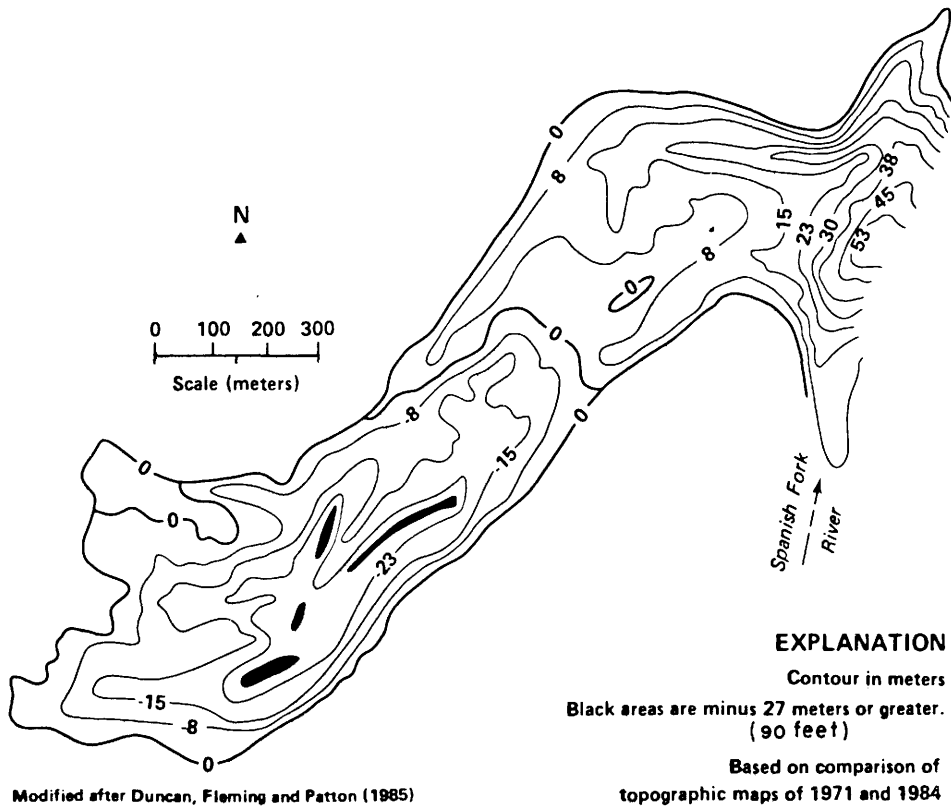 0
8
38
45
N
15
23
30
53
8
0
0
0 100 200 300
Scale (meters)
-8
0
0
-15
0
-23
Spanish Fork
River
EXPLANATION
Contour in meters
Black areas are minus 27 meters or greater.
(90 feet)
-15
-8
0
Based on comparison of
topographic maps of 1971 and 1984
Modified after Duncan, Fleming and Patton (1985)